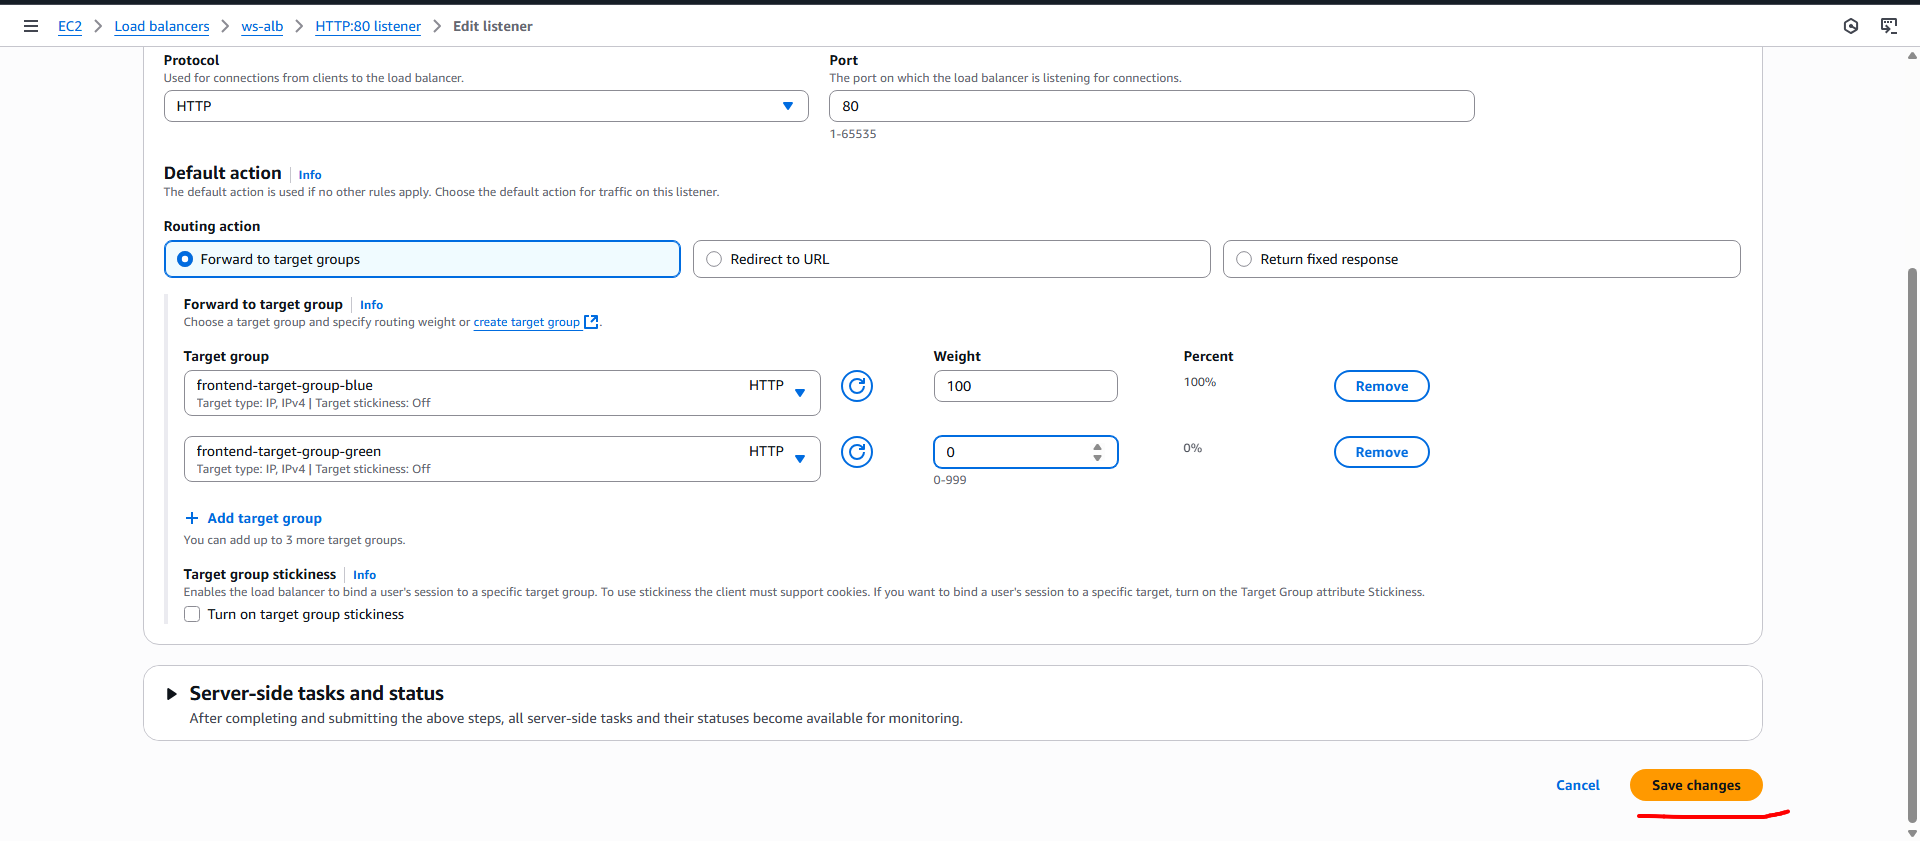 EC2 > Load balancers > ws-alb > HTTP:80 listener > Edit listener
Protocol
Used for connections from clients to the load balancer.
HTTP
Port
The port on which the load balancer is listening for connections.
80
1-65535
Default action | Info
The default action is used if no other rules apply. Choose the default action for traffic on this listener.
Routing action
Forward to target groups
Redirect to URL
Return fixed response
Forward to target group | Info
Choose a target group and specify routing weight or create target group.
Target group Weight Percent
frontend-target-group-blue HTTP
Target type: IP, IPv4 | Target stickiness: Off
100
100%
Remove
frontend-target-group-green HTTP
Target type: IP, IPv4 | Target stickiness: Off
0
0-999
0%
Remove
+ Add target group
You can add up to 3 more target groups.
Target group stickiness | Info
Enables the load balancer to bind a user's session to a specific target group. To use stickiness the client must support cookies. If you want to bind a user's session to a specific target, turn on the Target Group attribute Stickiness.
Turn on target group stickiness
Server-side tasks and status
After completing and submitting the above steps, all server-side tasks and their statuses become available for monitoring.
Cancel
Save changes